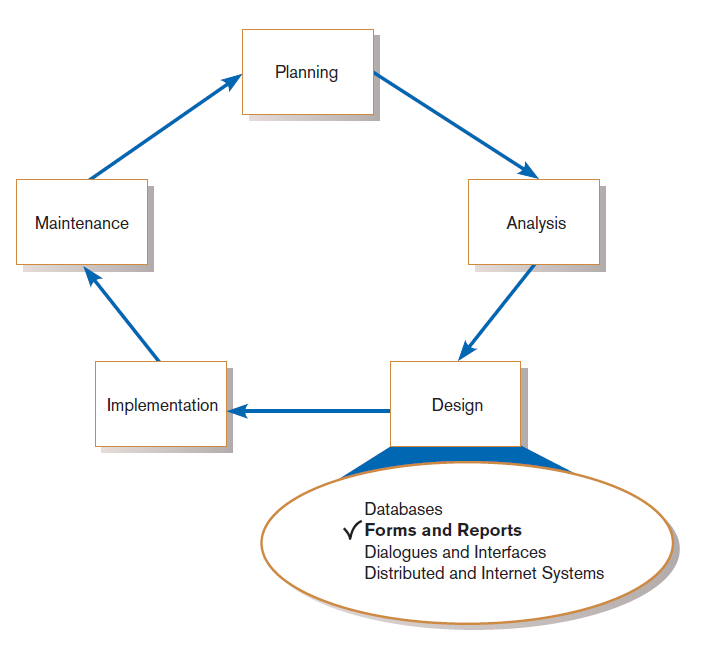 Planning
Maintenance
Analysis
Implementation
Design
Databases
Forms and Reports
Dialogues and Interfaces
Distributed and Internet Systems